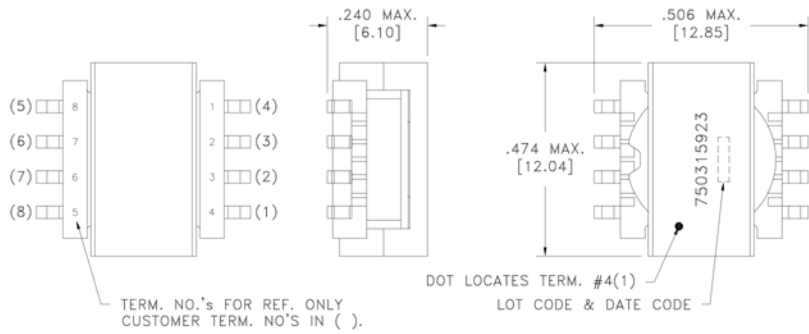 .240 MAX.
[6.10]
.506 MAX.
[12.85]
(5) 8 1 (4)
(6) 7 2 (3)
(7) 6 3 (2)
(8) 5 4 (1)
.474 MAX.
[12.04]
750315923
DOT LOCATES TERM. #4(1)
LOT CODE & DATE CODE
TERM. NO.'s FOR REF. ONLY
CUSTOMER TERM. NO'S IN ( ).